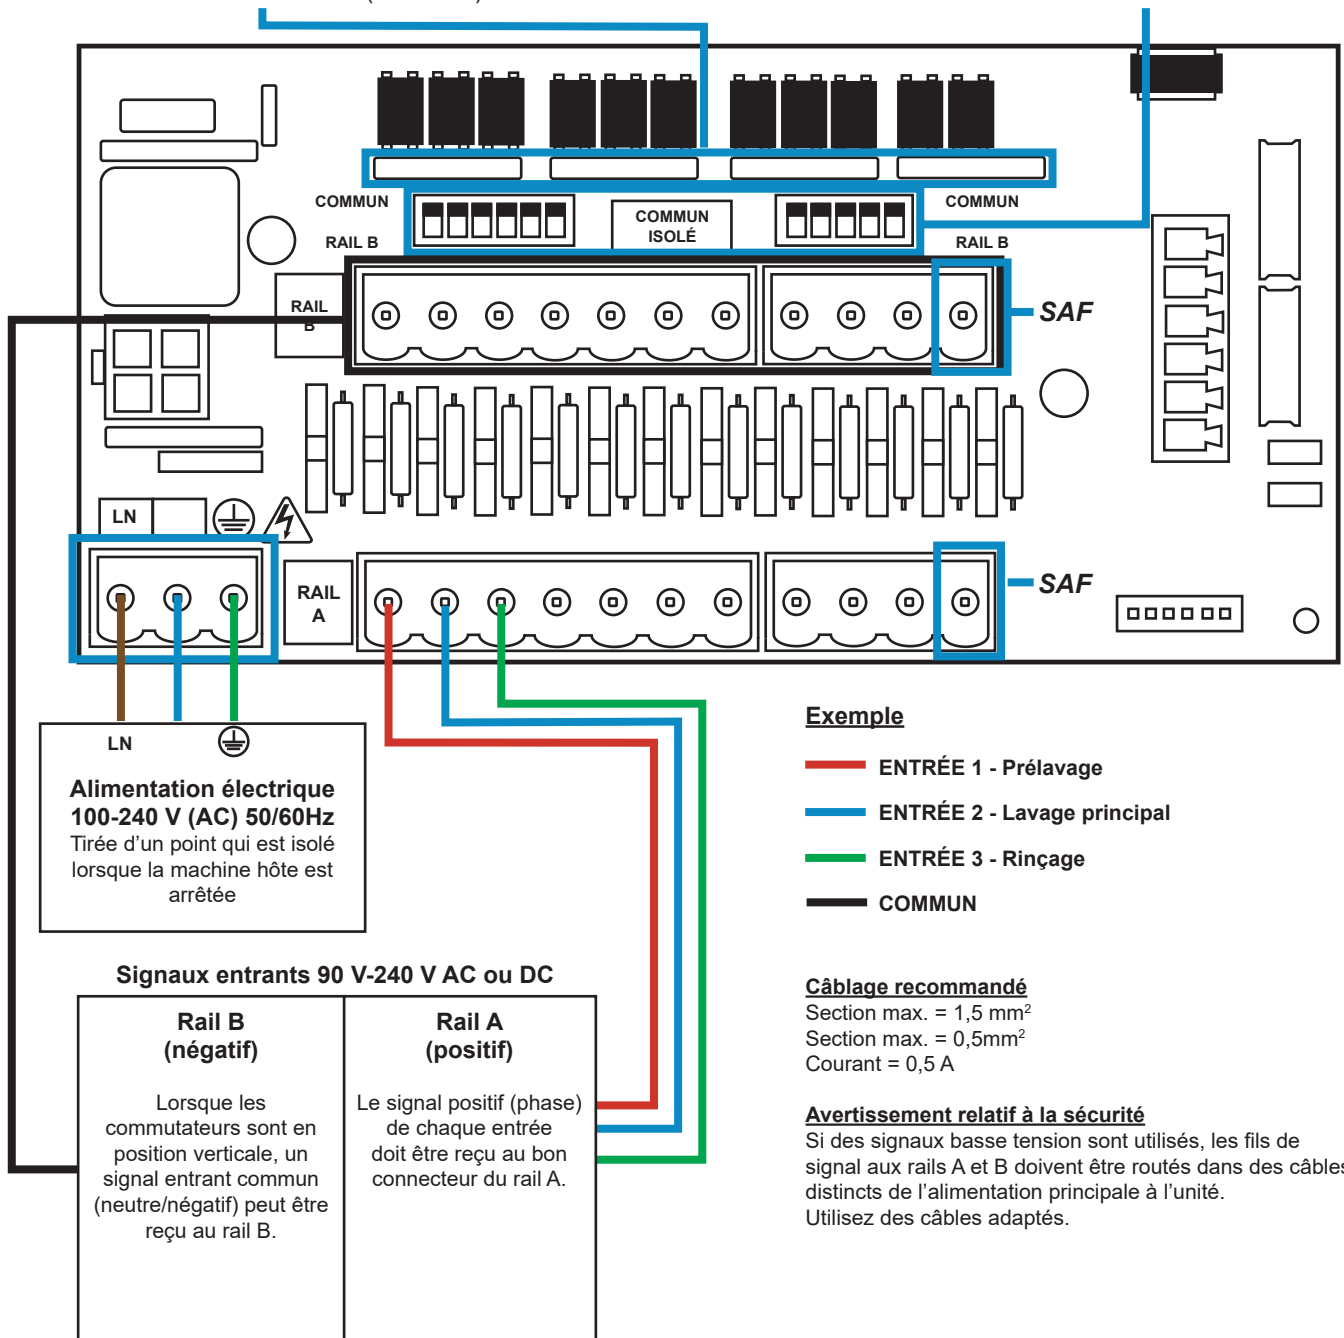 COMMUN
COMMUN
ISOLÉ
COMMUN
RAIL B
RAIL B
RAIL
B
SAF
LN
RAIL
A
SAF
LN
Alimentation électrique
100-240 V (AC) 50/60Hz
Tirée d'un point qui est isolé
lorsque la machine hôte est
arrêtée
Exemple
ENTRÉE 1 - Prélavage
ENTRÉE 2 - Lavage principal
ENTRÉE 3 - Rinçage
COMMUN
Signaux entrants 90 V-240 V AC ou DC
Rail B
(négatif)
Lorsque les
commutateurs sont en
position verticale, un
signal entrant commun
(neutre/négatif) peut être
reçu au rail B.
Rail A
(positif)
Le signal positif (phase)
de chaque entrée
doit être reçu au bon
connecteur du rail A.
Câblage recommandé
Section max. = 1,5 mm²
Section max. = 0,5mm²
Courant = 0,5 A
Avertissement relatif à la sécurité
Si des signaux basse tension sont utilisés, les fils de
signal aux rails A et B doivent être routés dans des câbles
distincts de l'alimentation principale à l'unité.
Utilisez des câbles adaptés.